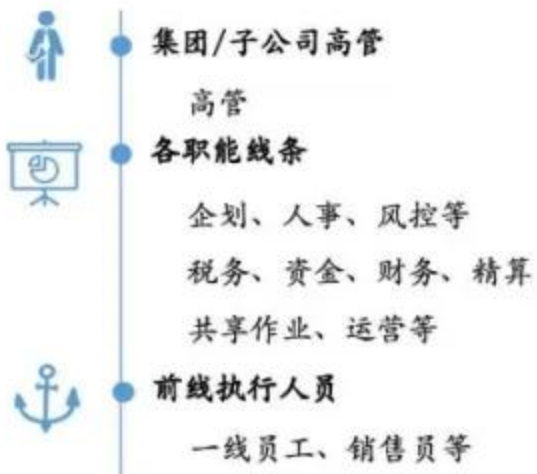 集团/子公司高管
高管
各职能线条
企划、人事、风控等
税务、资金、财务、精算
共享作业、运营等
前线执行人员
一线员工、销售员等